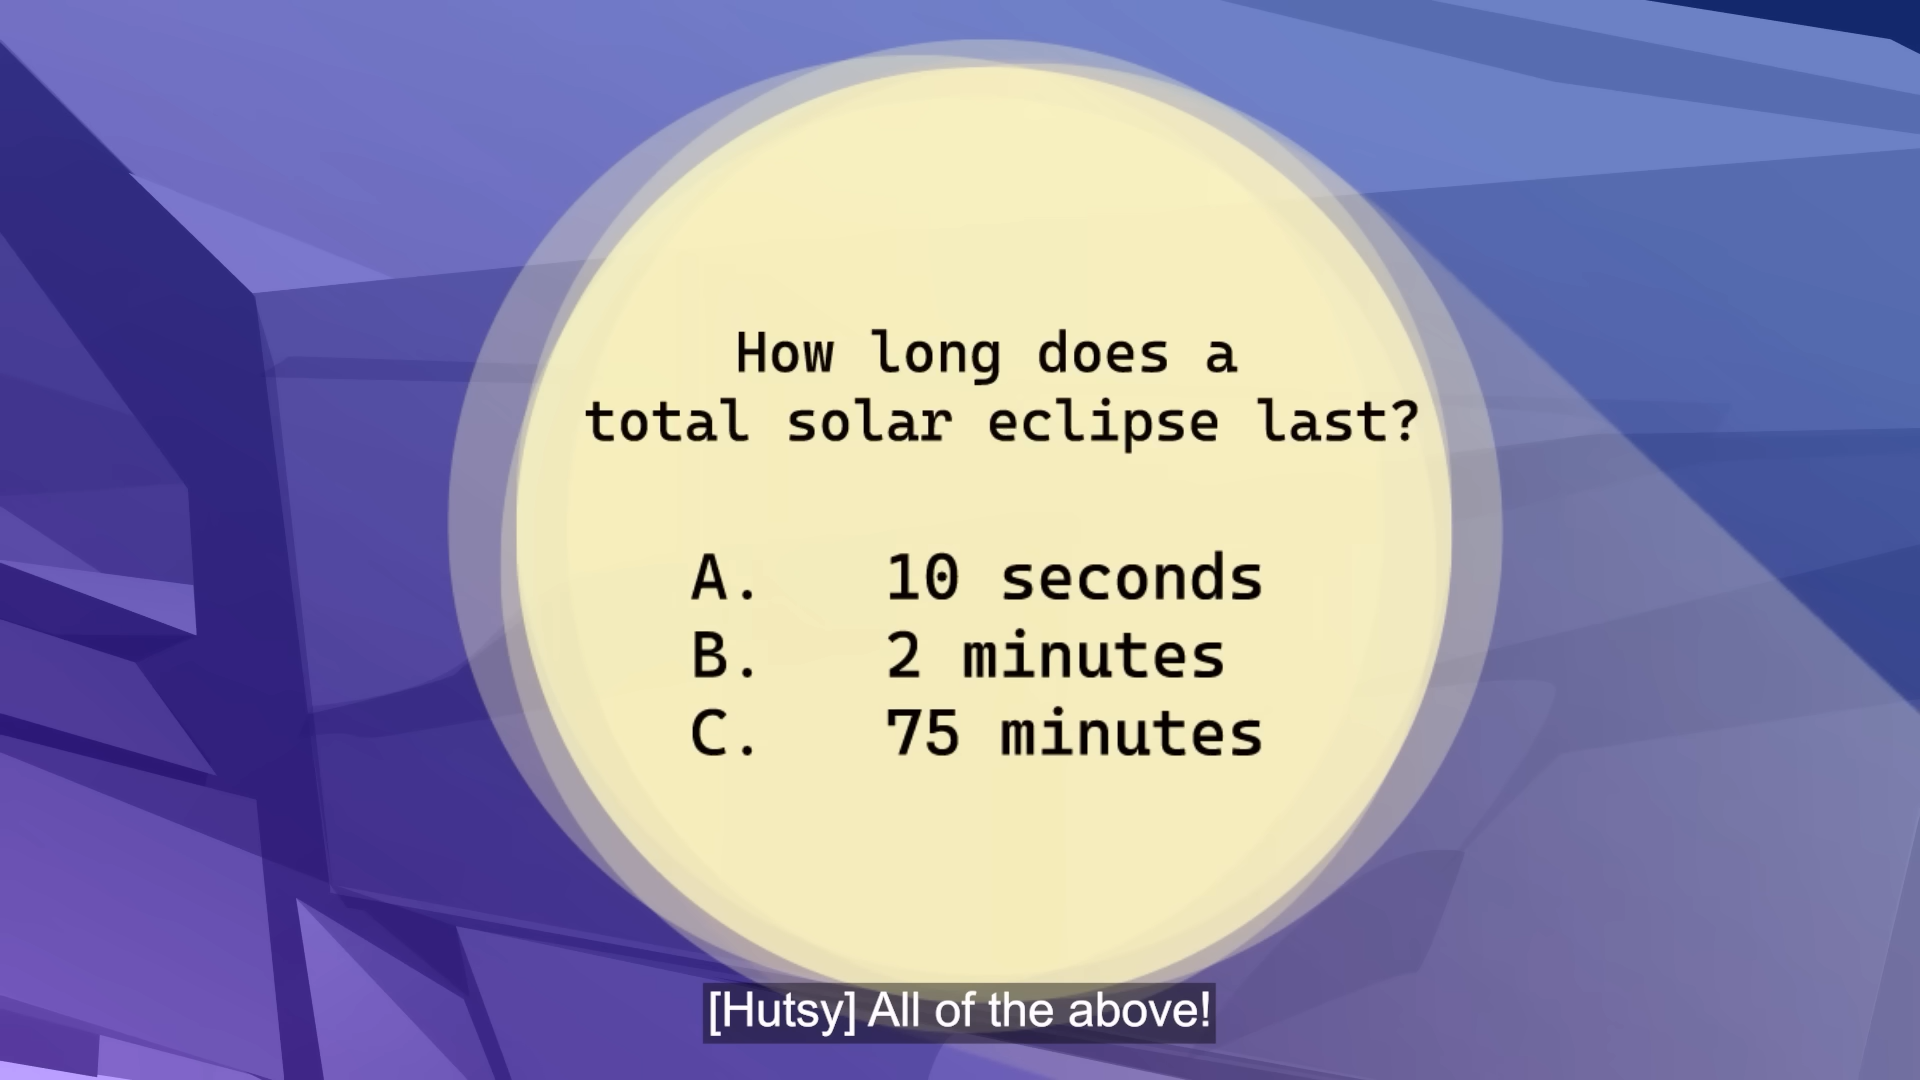 How long does a
total solar eclipse last?
A. 10 seconds
B. 2 minutes
C. 75 minutes
[Hutsy] All of the above!